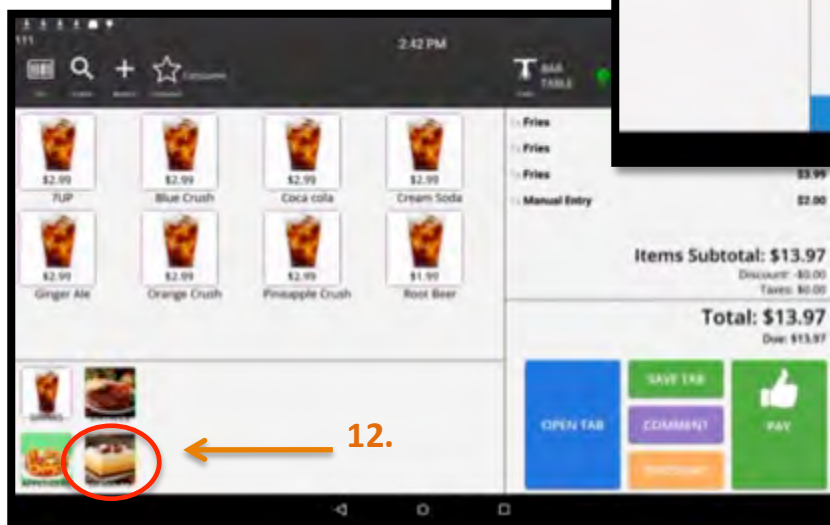 111
2:42 PM
BAR
TABLE
$2.99
$2.99
$2.99
$2.99
7UP
Blue Crush
Coca cola
Cream Soda
$2.99
$2.99
$2.99
$1.99
Ginger Ale
Orange Crush
Pineapple Crush
Root Beer
Fries
Fries
Fries
$3.99
Manual Entry
$2.00
Items Subtotal: $13.97
Discount: -$0.00
Taxes: $0.00
Total: $13.97
Due: $13.97
OPEN TAB
SAVE TAB
COMMENT
PAY
12.